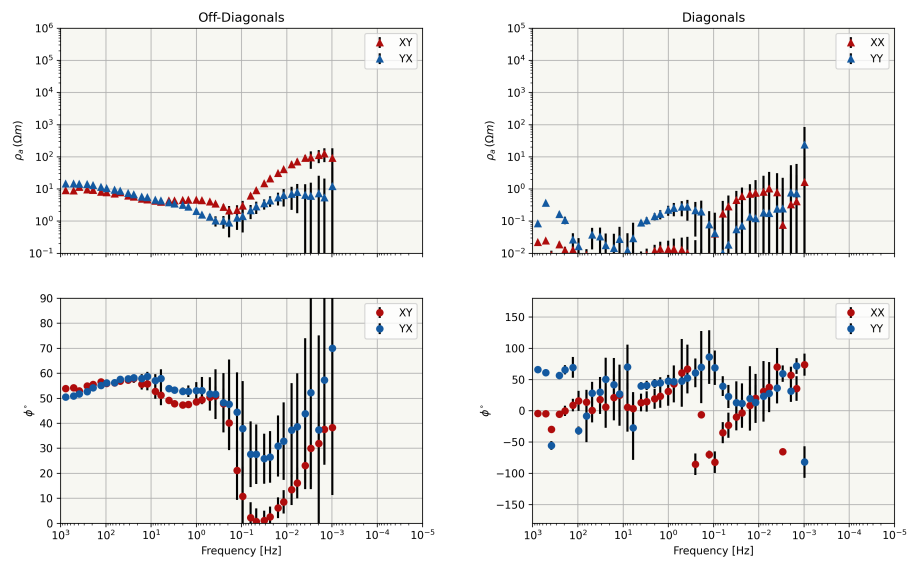 Off-Diagonals
10⁶
10⁵
10⁴
10³
10²
10¹
10⁰
10⁻¹
ρₐ (Ωm)
XY
YX
Diagonals
10⁵
10⁴
10³
10²
10¹
10⁰
10⁻¹
10⁻²
ρₐ (Ωm)
XX
YY
90
80
70
60
50
40
30
20
10
0
ϕ°
XY
YX
10³ 10² 10¹ 10⁰ 10⁻¹ 10⁻² 10⁻³ 10⁻⁴ 10⁻⁵
Frequency [Hz]
150
100
50
0
−50
−100
−150
ϕ°
XX
YY
10³ 10² 10¹ 10⁰ 10⁻¹ 10⁻² 10⁻³ 10⁻⁴ 10⁻⁵
Frequency [Hz]